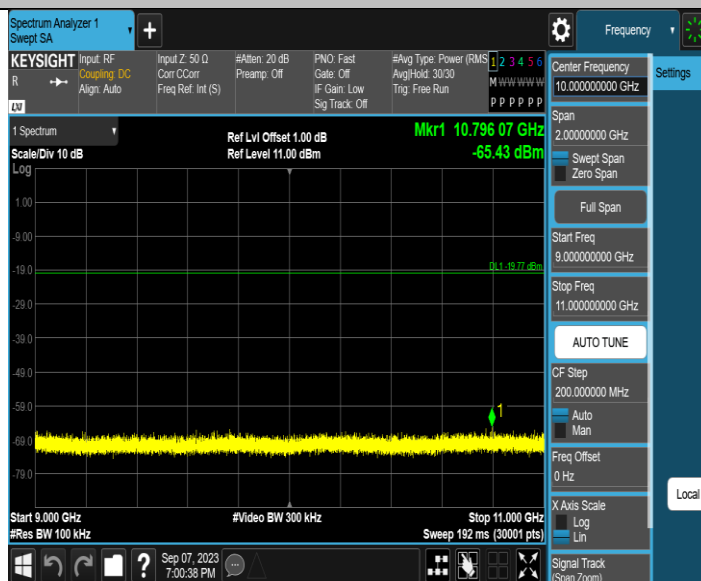 Spectrum Analyzer 1
Swept SA
Frequency
KEYSIGHT
R
LXI
Input: RF
Coupling: DC
Align: Auto
Input Z: 50 Ω
Corr CCorr
Freq Ref: Int (S)
#Atten: 20 dB
Preamp: Off
PNO: Fast
Gate: Off
IF Gain: Low
Sig Track: Off
#Avg Type: Power (RMS
Avg|Hold: 30/30
Trig: Free Run
1 2 3 4 5 6
M W W W W W
P P P P P P
1 Spectrum
Scale/Div 10 dB
Log
Ref Lvl Offset 1.00 dB
Ref Level 11.00 dBm
Mkr1 10.796 07 GHz
-65.43 dBm
1.00
-9.00
-19.0
DL1 -19.77 dBm
-29.0
-39.0
-49.0
-59.0
1
-69.0
-79.0
Start 9.000 GHz
#Video BW 300 kHz
Stop 11.000 GHz
#Res BW 100 kHz
Sweep 192 ms (30001 pts)
Sep 07, 2023
7:00:38 PM
?
Center Frequency
10.000000000 GHz
Settings
Span
2.00000000 GHz
Swept Span
Zero Span
Full Span
Start Freq
9.000000000 GHz
Stop Freq
11.000000000 GHz
AUTO TUNE
CF Step
200.000000 MHz
Auto
Man
Freq Offset
0 Hz
Local
X Axis Scale
Log
Lin
Signal Track
(Span Zoom)